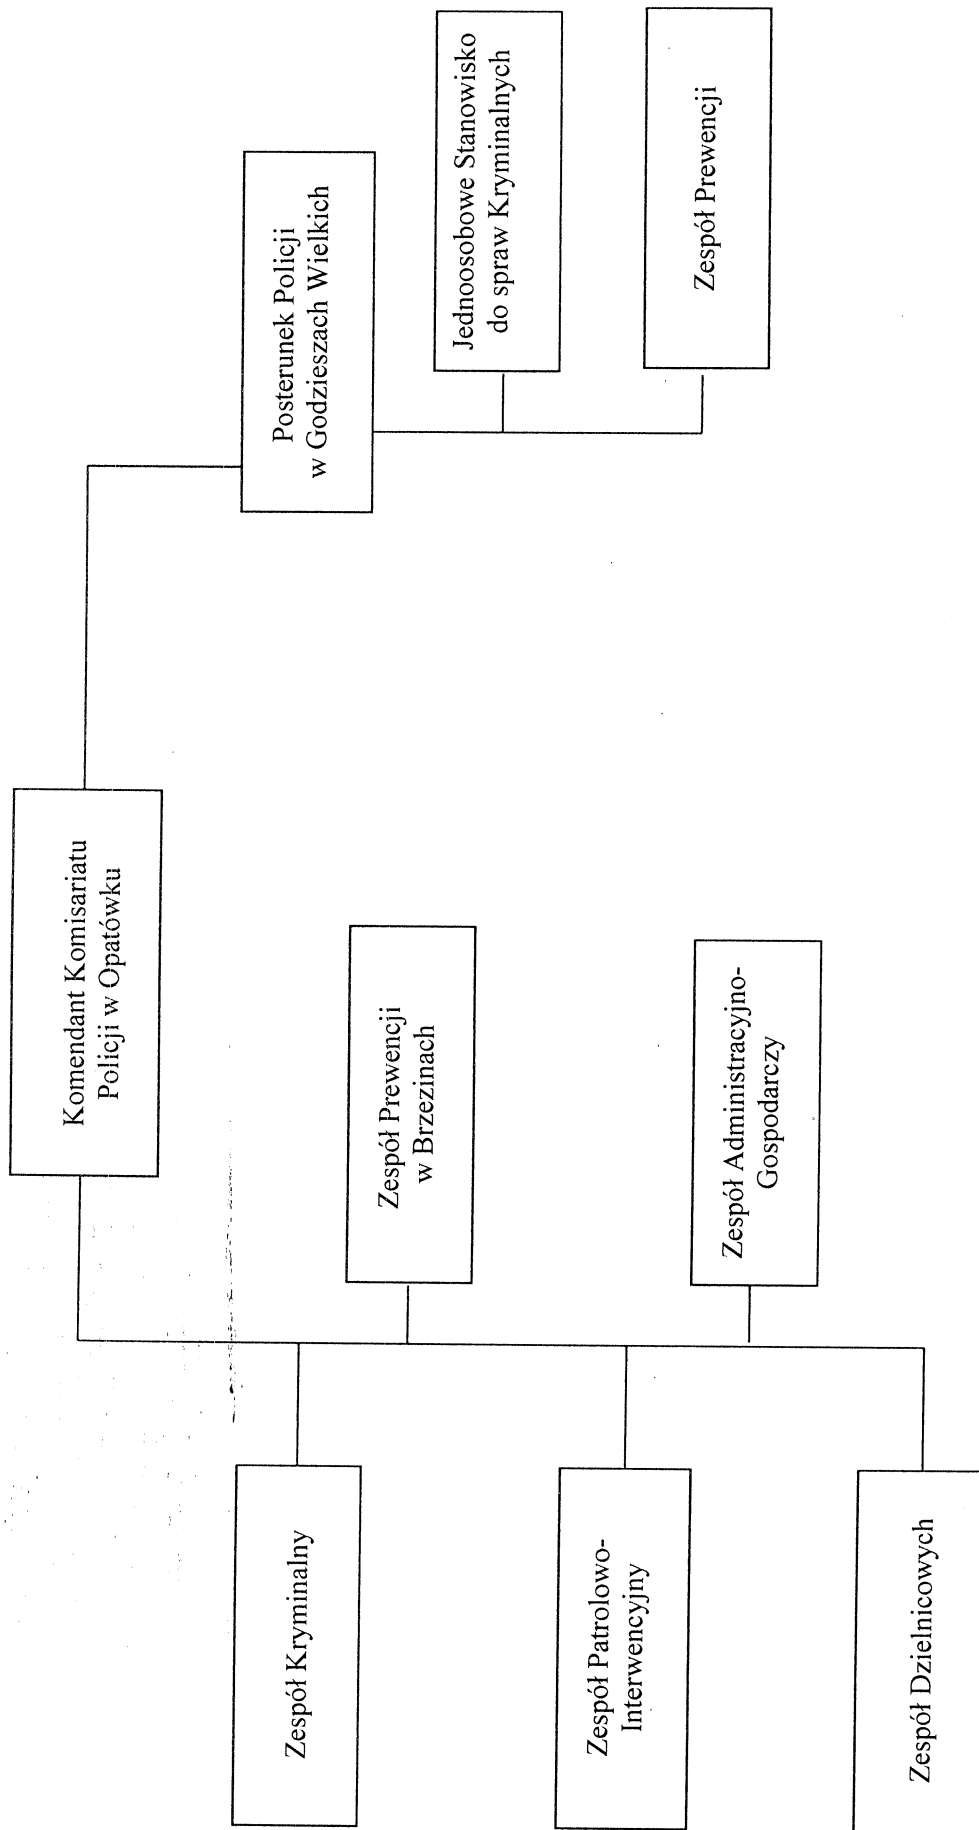 Komendant Komisariatu
Policji w Opatówku
Posterunek Policji
w Godzieszach Wielkich
Zespół Kryminalny
Zespół Prewencji
w Brzezinach
Jednoosobowe Stanowisko
do spraw Kryminalnych
Zespół Patrolowo-
Interwencyjny
Zespół Administracyjno-
Gospodarczy
Zespół Prewencji
Zespół Dzielnicowych